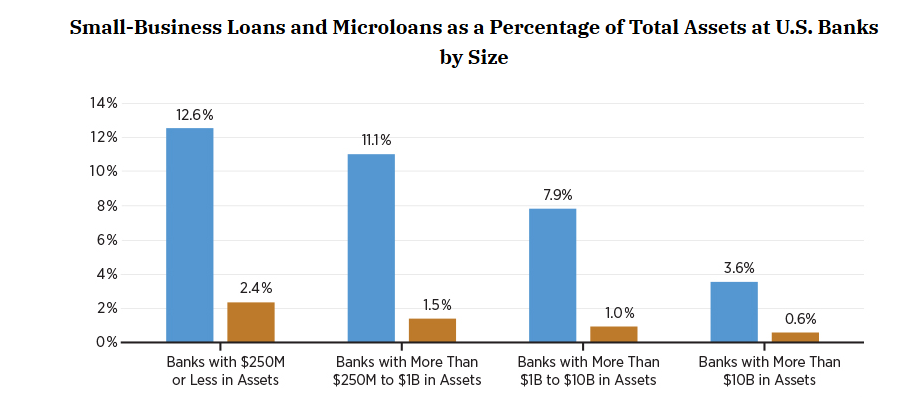 Small-Business Loans and Microloans as a Percentage of Total Assets at U.S. Banks
by Size
14%
12%
10%
8%
6%
4%
2%
0%
12.6%
2.4%
11.1%
1.5%
7.9%
1.0%
3.6%
0.6%
Banks with $250M
or Less in Assets
Banks with More Than
$250M to $1B in Assets
Banks with More Than
$1B to $10B in Assets
Banks with More Than
$10B in Assets